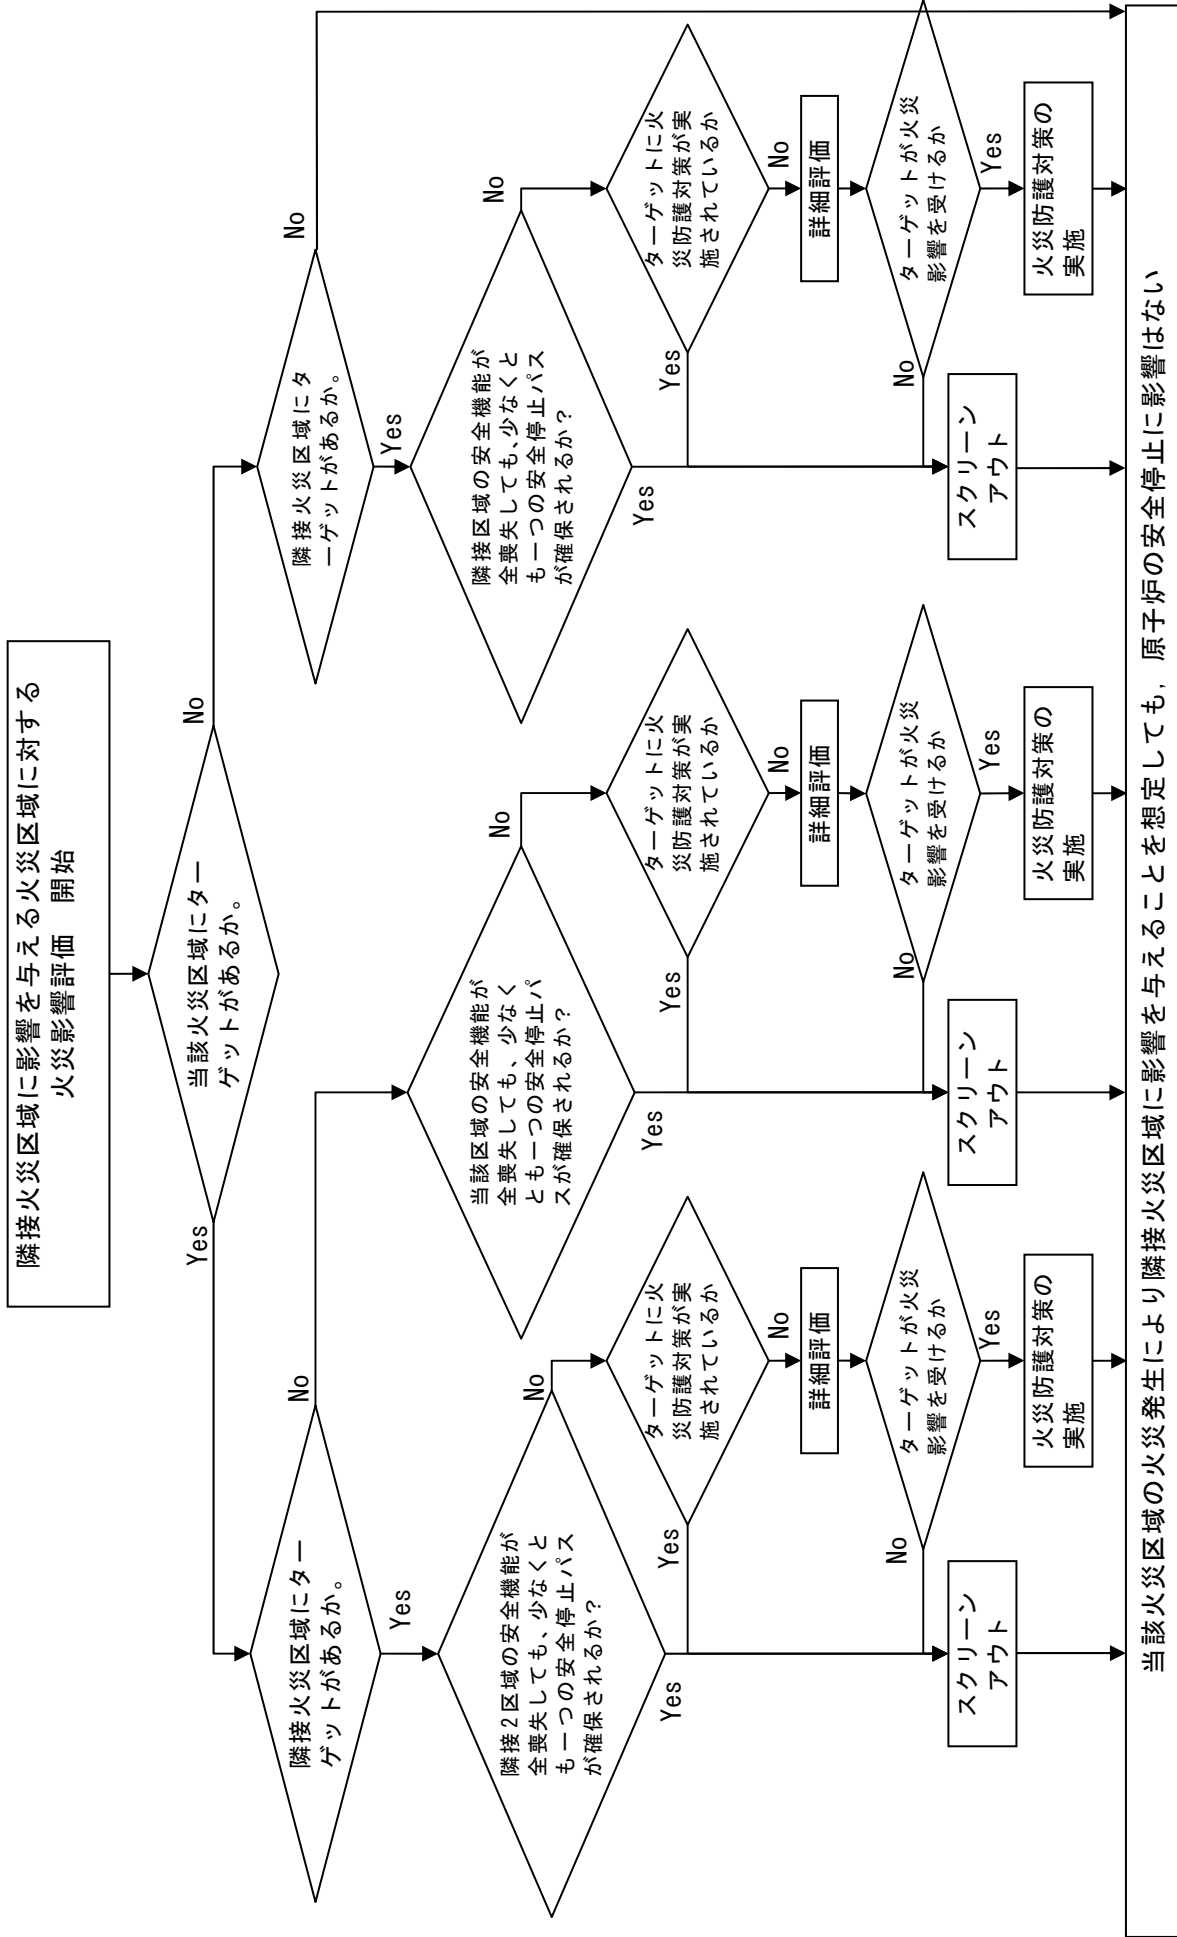 隣接火災区域に影響を与える火災区域に対する
火災影響評価　開始
当該火災区域にター
ゲットがあるか。
Yes
No
隣接火災区域にター
ゲットがあるか。
Yes
No
隣接2区域の安全機能が
全喪失しても、少なくと
も一つの安全停止パス
が確保されるか？
Yes
No
ターゲットに火
災防護対策が実
施されているか
Yes
No
詳細評価
ターゲットが火災
影響を受けるか
No
Yes
スクリーン
アウト
火災防護対策の
実施
当該区域の安全機能が
全喪失しても、少なく
とも一つの安全停止パ
スが確保されるか？
Yes
No
ターゲットに火
災防護対策が実
施されているか
Yes
No
詳細評価
ターゲットが火災
影響を受けるか
No
Yes
スクリーン
アウト
火災防護対策の
実施
隣接火災区域にタ
ーゲットがあるか。
Yes
No
隣接区域の安全機能が
全喪失しても、少なくと
も一つの安全停止パス
が確保されるか？
Yes
No
ターゲットに火
災防護対策が実
施されているか
Yes
No
詳細評価
ターゲットが火災
影響を受けるか
No
Yes
スクリーン
アウト
火災防護対策の
実施
当該火災区域の火災発生により隣接火災区域に影響を与えることを想定しても，原子炉の安全停止に影響はない